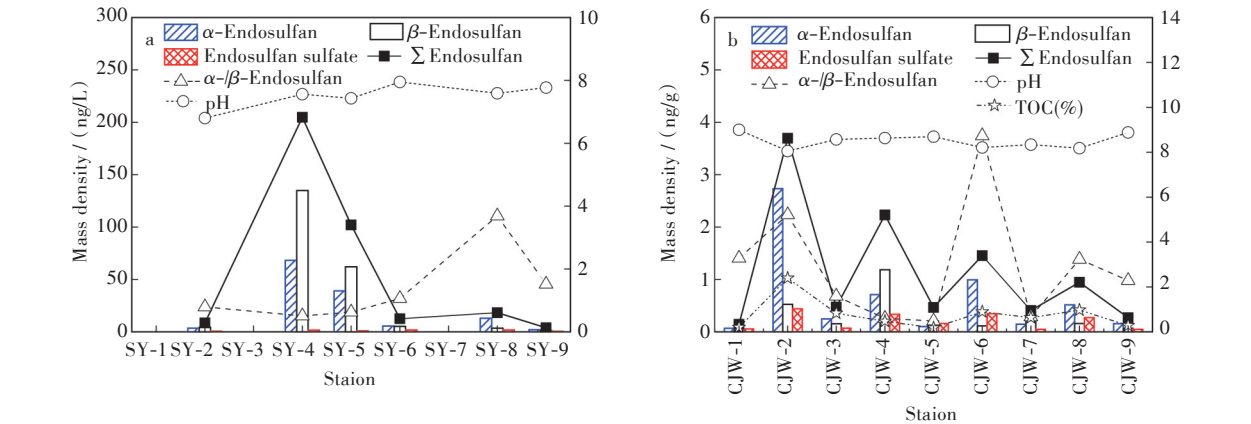 a
α-Endosulfan
β-Endosulfan
Endosulfan sulfate
Σ Endosulfan
α-/β-Endosulfan
pH
Mass density / (ng/L)
300
250
200
150
100
50
0
10
8
6
4
2
0
SY-1 SY-2 SY-3 SY-4 SY-5 SY-6 SY-7 SY-8 SY-9
Staion
b
α-Endosulfan
β-Endosulfan
Endosulfan sulfate
Σ Endosulfan
α-/β-Endosulfan
pH
TOC(%)
Mass density / (ng/g)
6
5
4
3
2
1
0
14
12
10
8
6
4
2
0
CJW-1
CJW-2
CJW-3
CJW-4
CJW-5
CJW-6
CJW-7
CJW-8
CJW-9
Staion